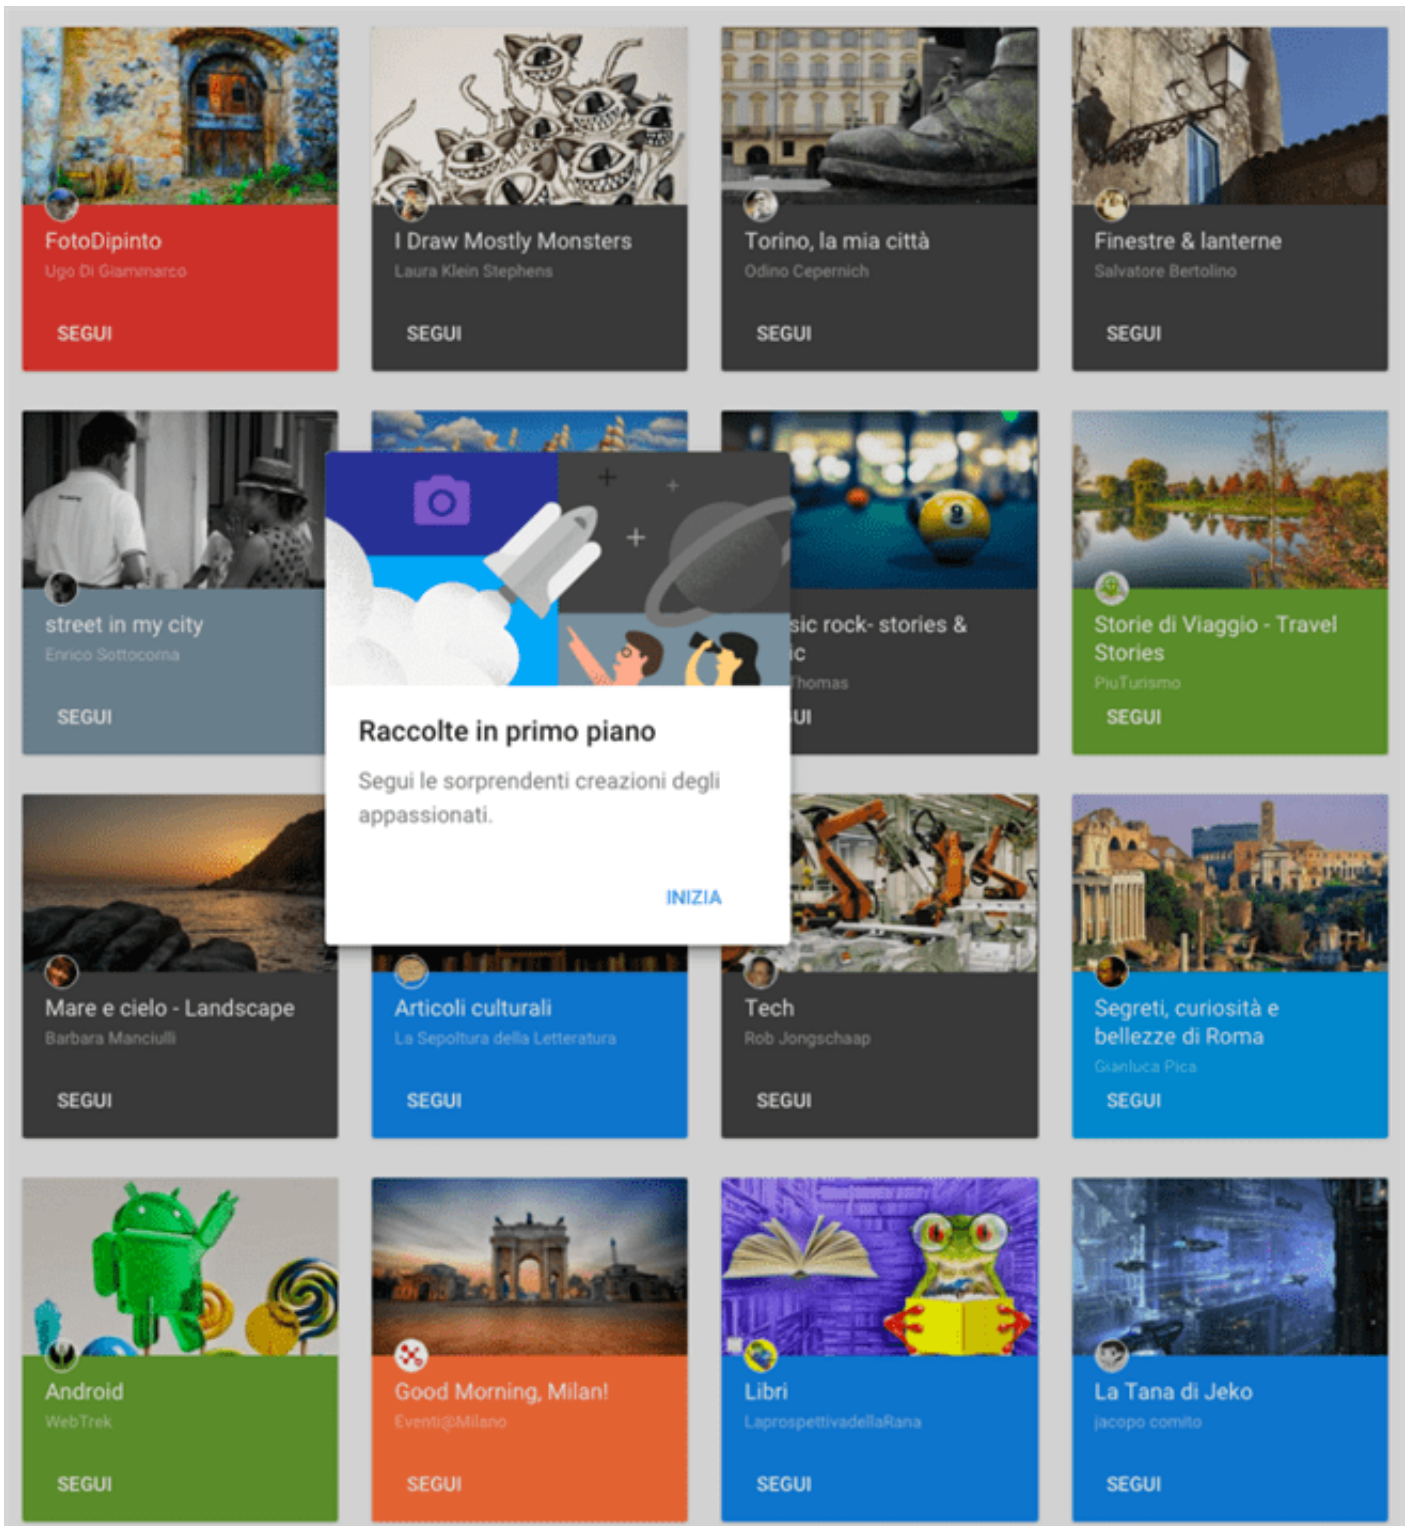 FotoDipinto
Ugo Di Giammarco
SEGUI
I Draw Mostly Monsters
Laura Klein Stephens
SEGUI
Torino, la mia città
Odino Cepernich
SEGUI
Finestre & lanterne
Salvatore Bertolino
SEGUI
street in my city
Enrico Sottocorna
SEGUI
Raccolte in primo piano
Segui le sorprendenti creazioni degli
appassionati.
INIZIA
sic rock- stories &
ic
Thomas
UI
Storie di Viaggio - Travel
Stories
PiuTurismo
SEGUI
Mare e cielo - Landscape
Barbara Manciulli
SEGUI
Articoli culturali
La Sepoltura della Letteratura
SEGUI
Tech
Rob Jongschaap
SEGUI
Segreti, curiosità e
bellezze di Roma
Gianluca Pica
SEGUI
Android
WebTrek
SEGUI
Good Morning, Milan!
Eventi@Milano
SEGUI
Libri
LaprospettivadellaRana
SEGUI
La Tana di Jeko
jacopo comito
SEGUI